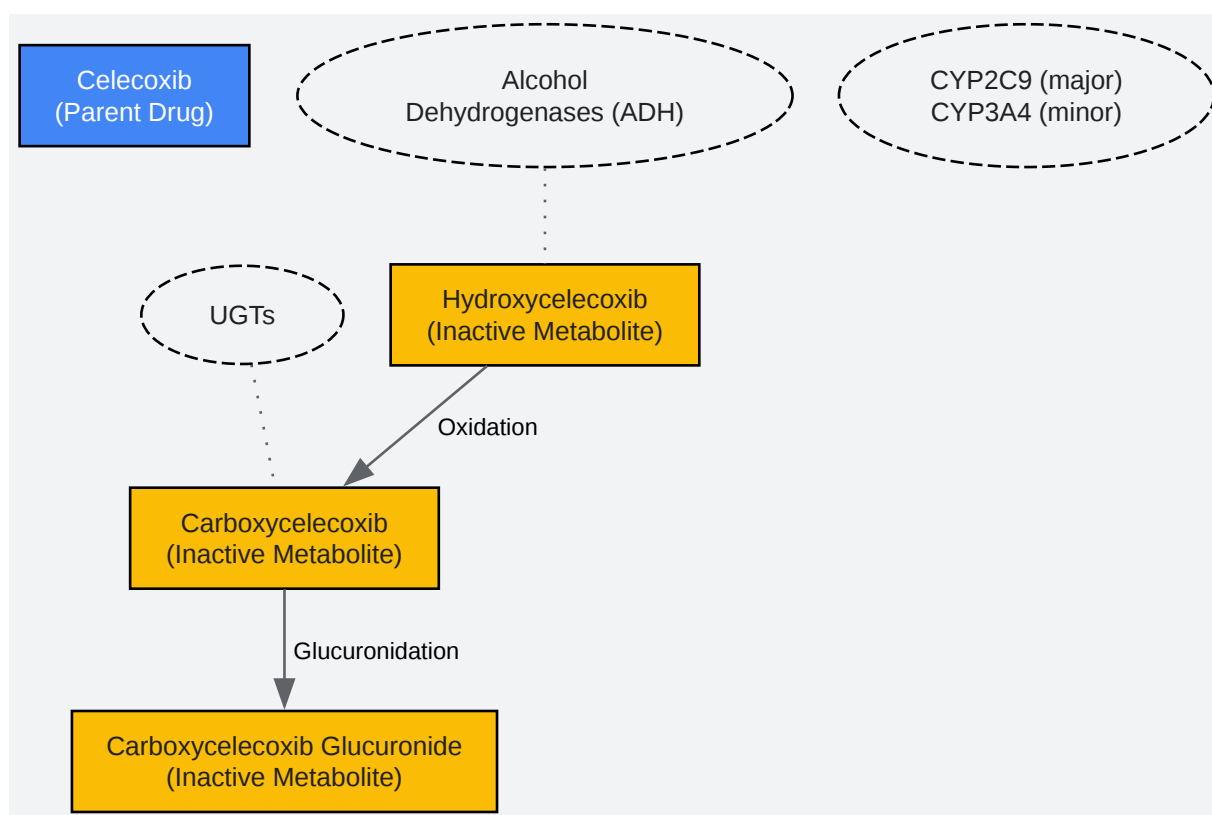 Celecoxib
(Parent Drug)
Alcohol
Dehydrogenases (ADH)
CYP2C9 (major)
CYP3A4 (minor)
UGTs
Hydroxycelecoxib
(Inactive Metabolite)
Oxidation
Carboxycelecoxib
(Inactive Metabolite)
Glucuronidation
Carboxycelecoxib Glucuronide
(Inactive Metabolite)